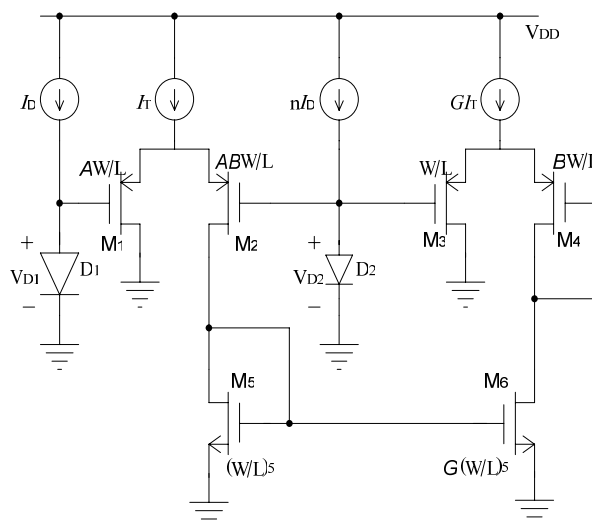 VDD
ID
IT
nID
GIT
AW/L
ABW/L
W/L
BW/L
M1
M2
M3
M4
+
VD1
−
D1
+
VD2
−
D2
M5
(W/L)5
M6
G(W/L)5